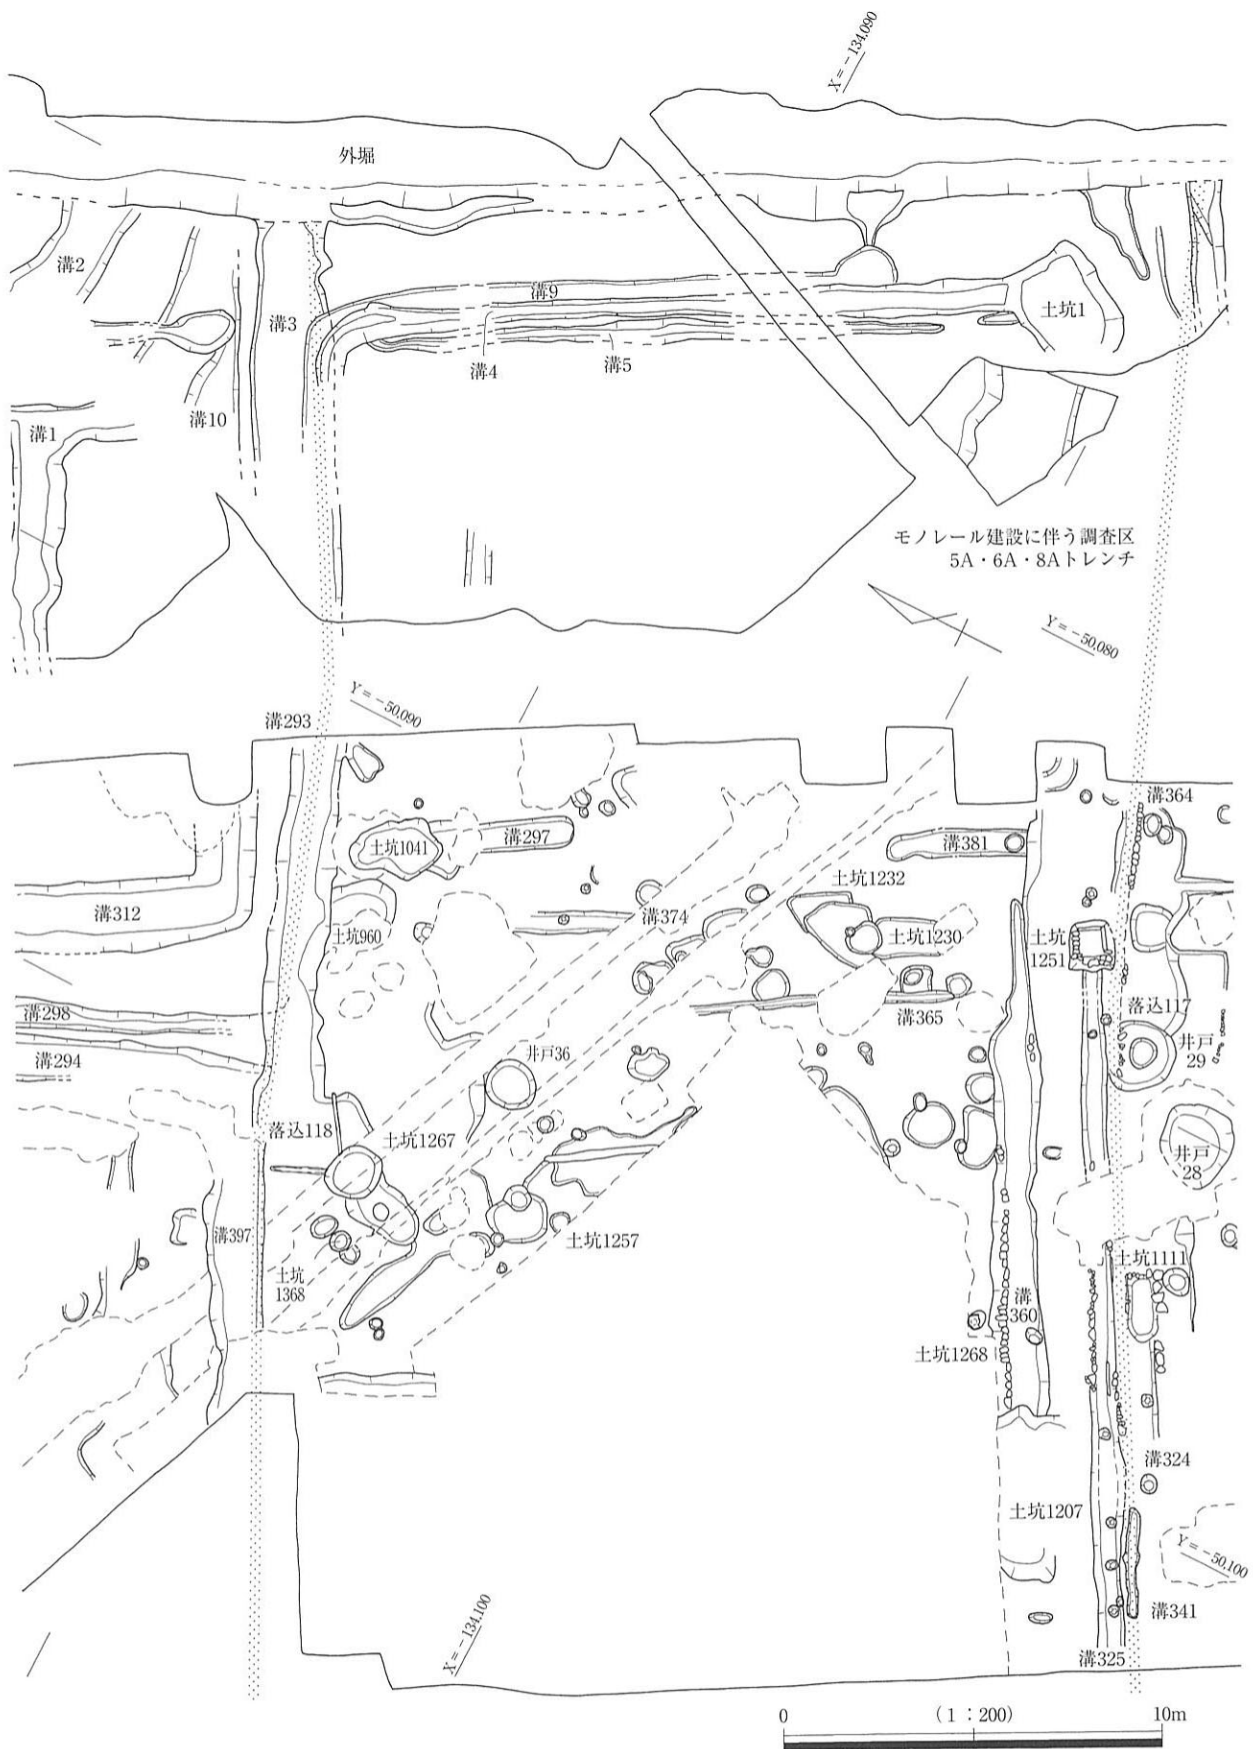 X=-134,090
外堀
溝2
溝9
溝3
土坑1
溝4
溝5
溝10
溝1
モノレール建設に伴う調査区
5A・6A・8Aトレンチ
Y=-50,080
Y=-50,090
溝293
溝364
溝297
土坑1041
溝381
土坑1232
溝312
溝374
土坑960
土坑1230
土坑
1251
落込117
溝298
溝365
井戸
29
溝294
井戸36
落込118
土坑1267
井戸
28
溝397
土坑1257
土坑1111
土坑
1368
溝
360
土坑1268
溝324
土坑1207
Y=-50,100
X=-134,100
溝341
溝325
0
(1:200)
10m